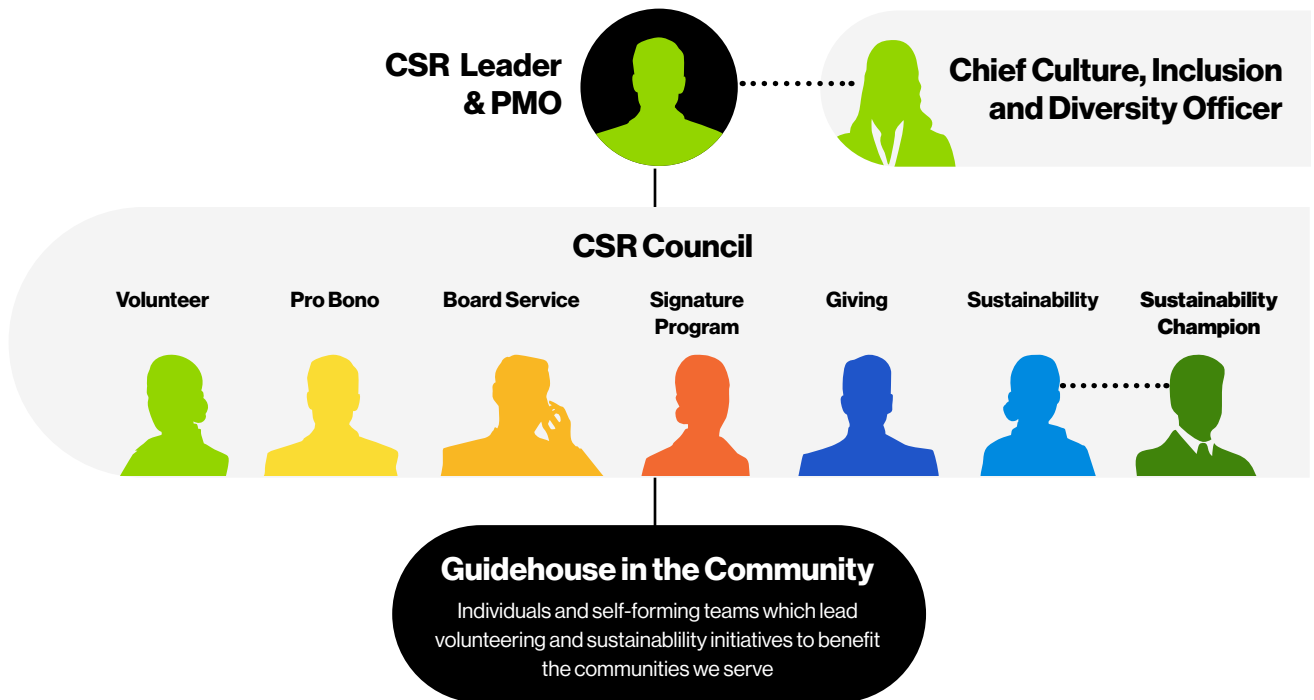 CSR Leader
& PMO
Chief Culture, Inclusion
and Diversity Officer
CSR Council
Volunteer
Pro Bono
Board Service
Signature
Program
Giving
Sustainability
Sustainability
Champion
Guidehouse in the Community
Individuals and self-forming teams which lead
volunteering and sustainablility initiatives to benefit
the communities we serve